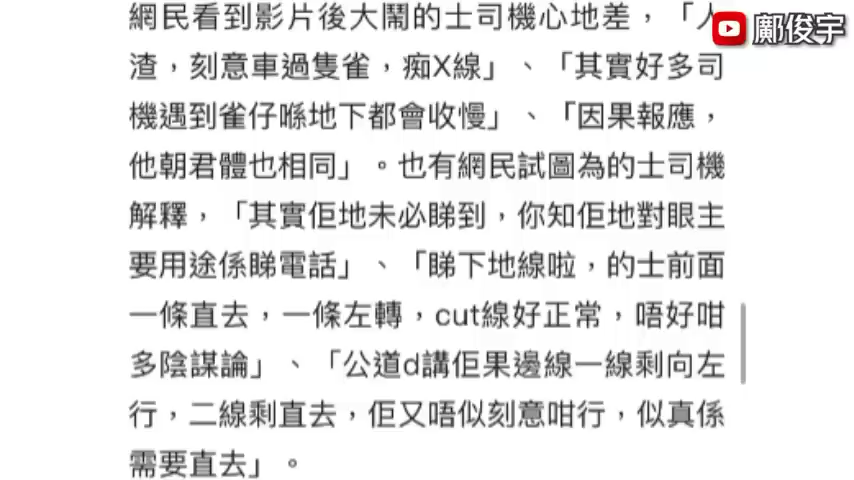 網民看到影片後大鬧的士司機心地差，「人
渣，刻意車過隻雀，痴X線」、「其實好多司
機遇到雀仔喺地下都會收慢」、「因果報應，
他朝君體也相同」。也有網民試圖為的士司機
解釋，「其實佢地未必睇到，你知佢地對眼主
要用途係睇電話」、「睇下地線啦，的士前面
一條直去，一條左轉，cut線好正常，唔好咁
多陰謀論」、「公道d講佢果邊線一線剩向左
行，二線剩直去，佢又唔似刻意咁行，似真係
需要直去」。
鄺俊宇